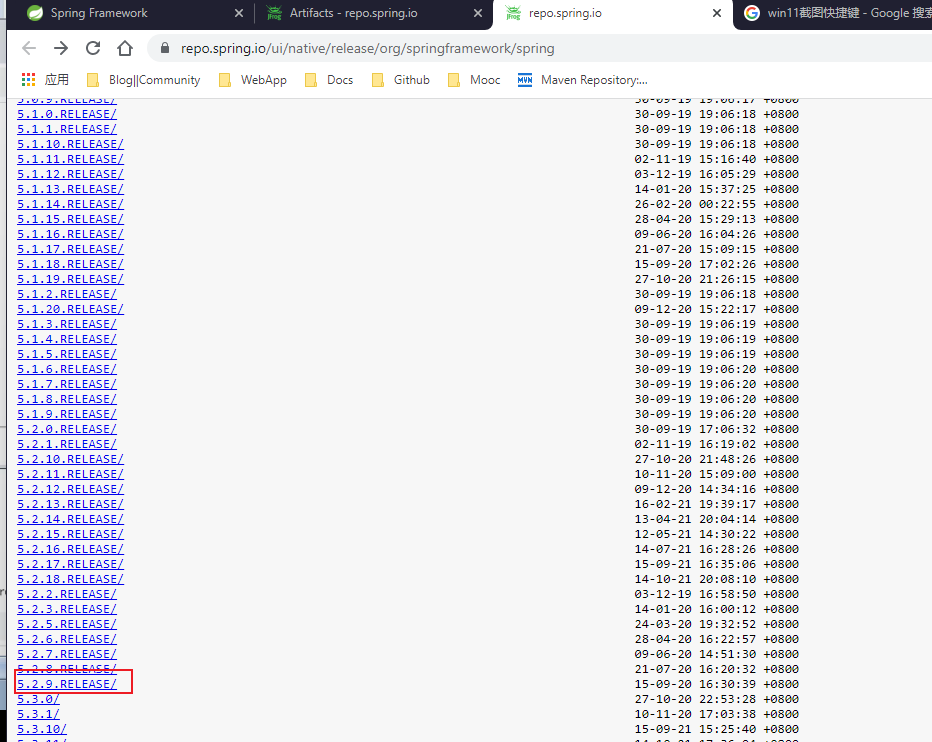 Spring Framework
Artifacts - repo.spring.io
repo.spring.io
win11截图快捷键 - Google 搜索
repo.spring.io/ui/native/release/org/springframework/spring
应用 Blog||Community WebApp Docs Github Mooc Maven Repository:...
5.0.9.RELEASE/ 30-09-19 19:06:17 +0800
5.1.0.RELEASE/ 30-09-19 19:06:18 +0800
5.1.1.RELEASE/ 30-09-19 19:06:18 +0800
5.1.10.RELEASE/ 30-09-19 19:06:18 +0800
5.1.11.RELEASE/ 02-11-19 15:16:40 +0800
5.1.12.RELEASE/ 03-12-19 16:05:29 +0800
5.1.13.RELEASE/ 14-01-20 15:37:25 +0800
5.1.14.RELEASE/ 26-02-20 00:22:55 +0800
5.1.15.RELEASE/ 28-04-20 15:29:13 +0800
5.1.16.RELEASE/ 09-06-20 16:04:26 +0800
5.1.17.RELEASE/ 21-07-20 15:09:15 +0800
5.1.18.RELEASE/ 15-09-20 17:02:26 +0800
5.1.19.RELEASE/ 27-10-20 21:26:15 +0800
5.1.2.RELEASE/ 30-09-19 19:06:18 +0800
5.1.20.RELEASE/ 09-12-20 15:22:17 +0800
5.1.3.RELEASE/ 30-09-19 19:06:19 +0800
5.1.4.RELEASE/ 30-09-19 19:06:19 +0800
5.1.5.RELEASE/ 30-09-19 19:06:19 +0800
5.1.6.RELEASE/ 30-09-19 19:06:20 +0800
5.1.7.RELEASE/ 30-09-19 19:06:20 +0800
5.1.8.RELEASE/ 30-09-19 19:06:20 +0800
5.1.9.RELEASE/ 30-09-19 19:06:20 +0800
5.2.0.RELEASE/ 30-09-19 17:06:32 +0800
5.2.1.RELEASE/ 02-11-19 16:19:02 +0800
5.2.10.RELEASE/ 27-10-20 21:48:26 +0800
5.2.11.RELEASE/ 10-11-20 15:09:00 +0800
5.2.12.RELEASE/ 09-12-20 14:34:16 +0800
5.2.13.RELEASE/ 16-02-21 19:39:17 +0800
5.2.14.RELEASE/ 13-04-21 20:04:14 +0800
5.2.15.RELEASE/ 12-05-21 14:30:22 +0800
5.2.16.RELEASE/ 14-07-21 16:28:26 +0800
5.2.17.RELEASE/ 15-09-21 16:35:06 +0800
5.2.18.RELEASE/ 14-10-21 20:08:10 +0800
5.2.2.RELEASE/ 03-12-19 16:58:50 +0800
5.2.3.RELEASE/ 14-01-20 16:00:12 +0800
5.2.5.RELEASE/ 24-03-20 19:32:52 +0800
5.2.6.RELEASE/ 28-04-20 16:22:57 +0800
5.2.7.RELEASE/ 09-06-20 14:51:30 +0800
5.2.8.RELEASE/ 21-07-20 16:20:32 +0800
5.2.9.RELEASE/ 15-09-20 16:30:39 +0800
5.3.0/ 27-10-20 22:53:28 +0800
5.3.1/ 10-11-20 17:03:38 +0800
5.3.10/ 15-09-21 15:25:40 +0800